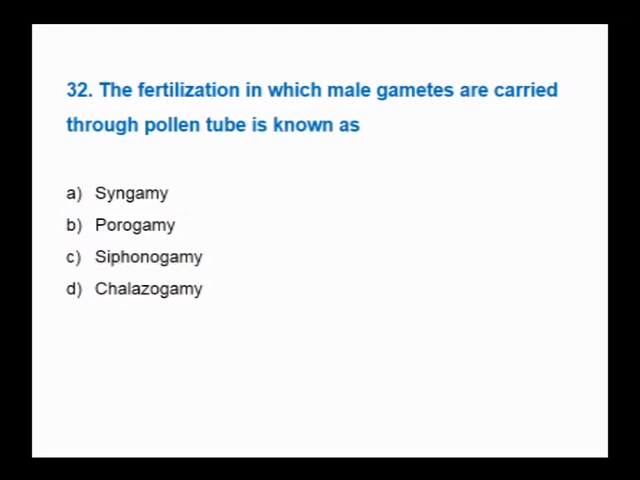 32. The fertilization in which male gametes are carried
through pollen tube is known as
a) Syngamy
b) Porogamy
c) Siphonogamy
d) Chalazogamy